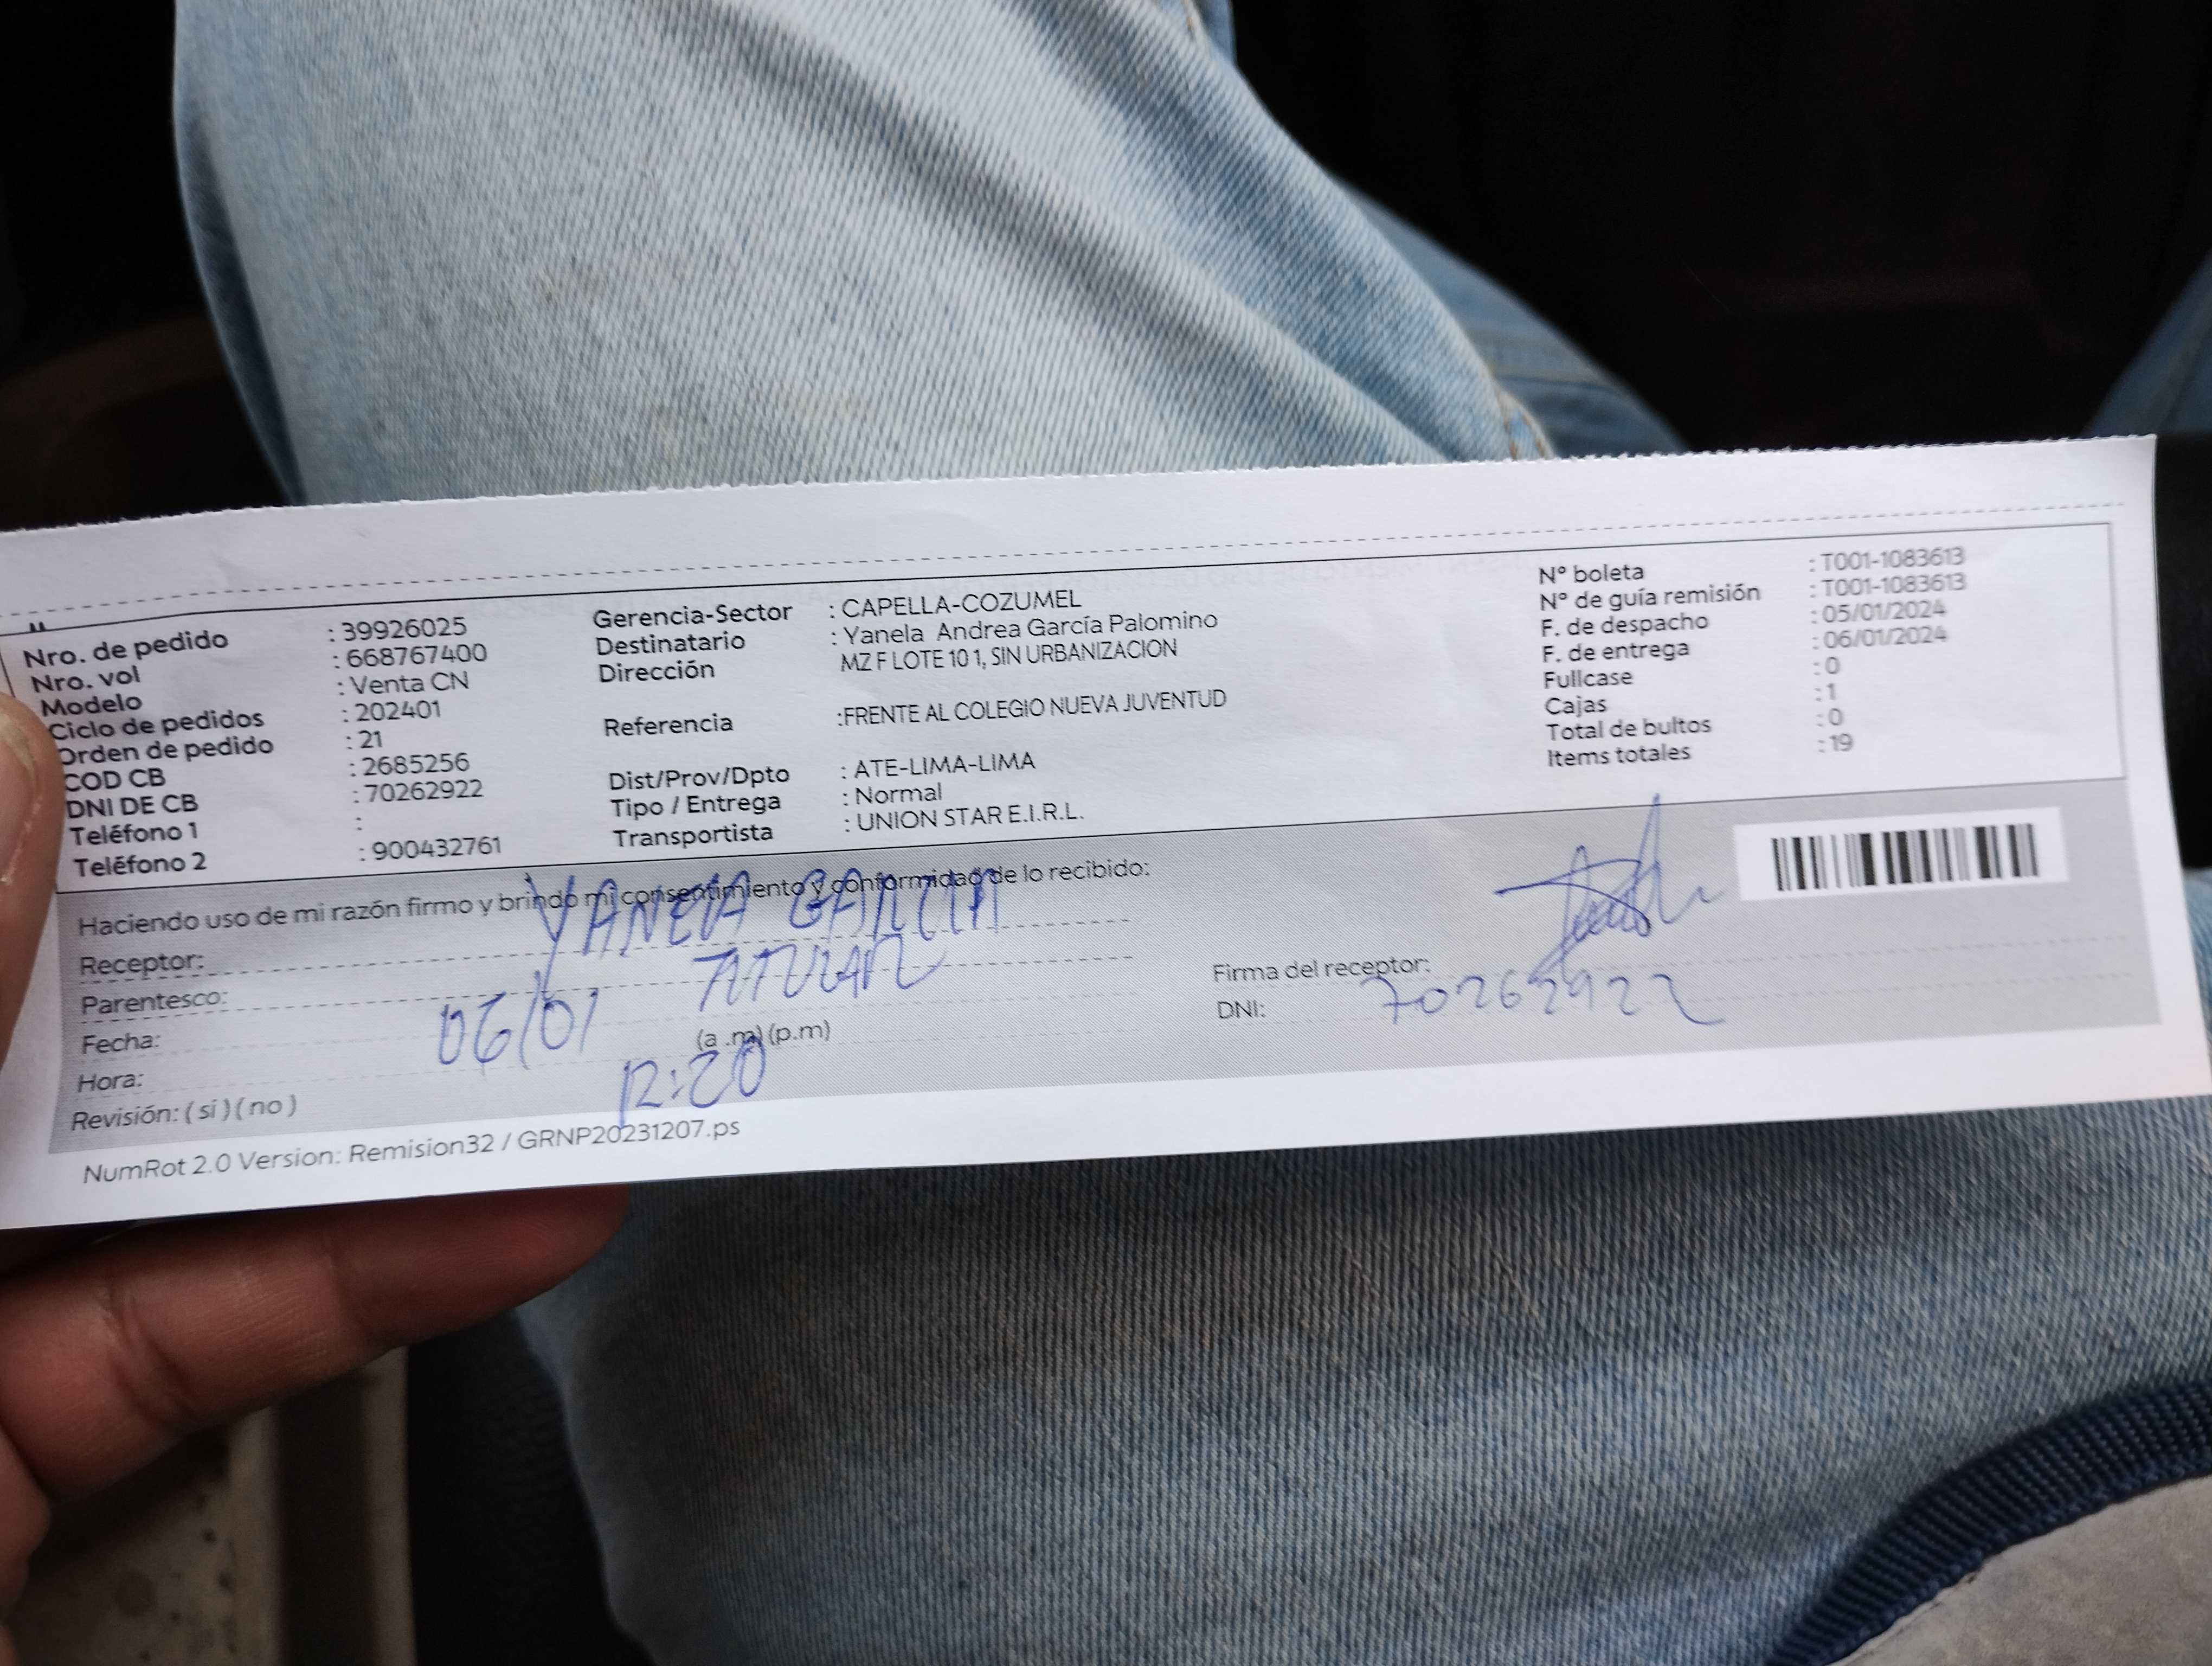 Nro. de pedido : 39926025
Nro. vol : 668767400
Modelo : Venta CN
Ciclo de pedidos : 202401
Orden de pedido : 21
COD CB : 2685256
DNI DE CB : 70262922
Teléfono 1 :
Teléfono 2 : 900432761
Gerencia-Sector : CAPELLA-COZUMEL
Destinatario : Yanela Andrea García Palomino
Dirección MZ F LOTE 10 1, SIN URBANIZACION
Referencia :FRENTE AL COLEGIO NUEVA JUVENTUD
Dist/Prov/Dpto : ATE-LIMA-LIMA
Tipo / Entrega : Normal
Transportista : UNION STAR E.I.R.L.
N° boleta : T001-1083613
N° de guía remisión : T001-1083613
F. de despacho : 05/01/2024
F. de entrega : 06/01/2024
Fullcase : 0
Cajas : 1
Total de bultos : 0
Items totales : 19
Haciendo uso de mi razón firmo y brindo mi consentimiento y conformidad de lo recibido:
Receptor: YANELA GARCIA
Parentesco: TITULAR
Fecha: 06/01
Hora: 12:20 (a .m) (p.m)
Revisión: ( sí ) ( no )
Firma del receptor:
DNI: 70262922
NumRot 2.0 Version: Remision32 / GRNP20231207.ps